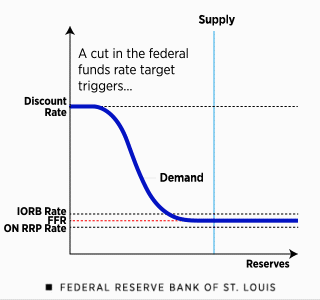 Supply
A cut in the federal
funds rate target
triggers...
Discount
Rate
Demand
IORB Rate
FFR
ON RRP Rate
Reserves
FEDERAL RESERVE BANK OF ST. LOUIS